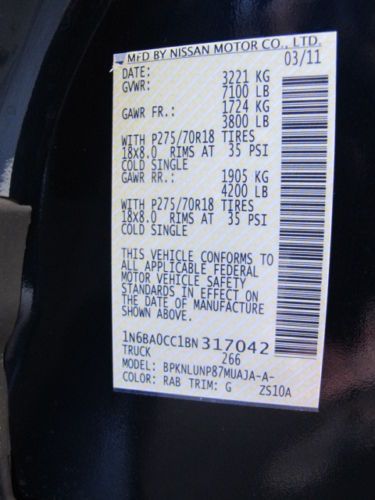 MFD BY NISSAN MOTOR CO., LTD.
DATE: 03/11
GVWR: 3221 KG
7100 LB
GAWR FR.: 1724 KG
3800 LB
WITH P275/70R18 TIRES
18X8.0 RIMS AT 35 PSI
COLD SINGLE
GAWR RR.: 1905 KG
4200 LB
WITH P275/70R18 TIRES
18X8.0 RIMS AT 35 PSI
COLD SINGLE
THIS VEHICLE CONFORMS TO
ALL APPLICABLE FEDERAL
MOTOR VEHICLE SAFETY
STANDARDS IN EFFECT ON
THE DATE OF MANUFACTURE
SHOWN ABOVE.
1N6BA0CC1BN317042
TRUCK 266
MODEL: BPKNLUNP87MUAJA-A-
COLOR: RAB TRIM: G ZS10A